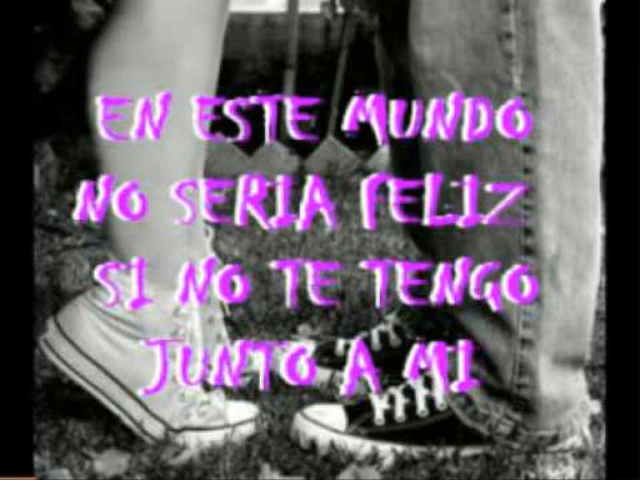 EN ESTE MUNDO
NO SERIA FELIZ
SI NO TE TENGO
JUNTO A MI